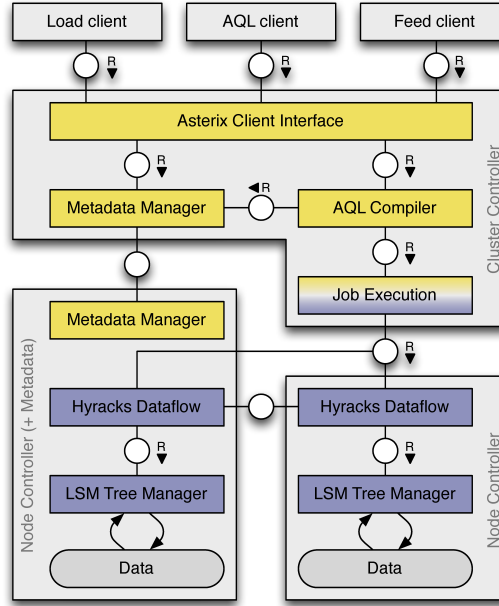 Load client
AQL client
Feed client
R
R
R
Asterix Client Interface
R
R
Metadata Manager
R
AQL Compiler
R
Cluster Controller
Job Execution
Metadata Manager
R
Hyracks Dataflow
Hyracks Dataflow
R
R
LSM Tree Manager
LSM Tree Manager
Data
Data
Node Controller (+ Metadata)
Node Controller